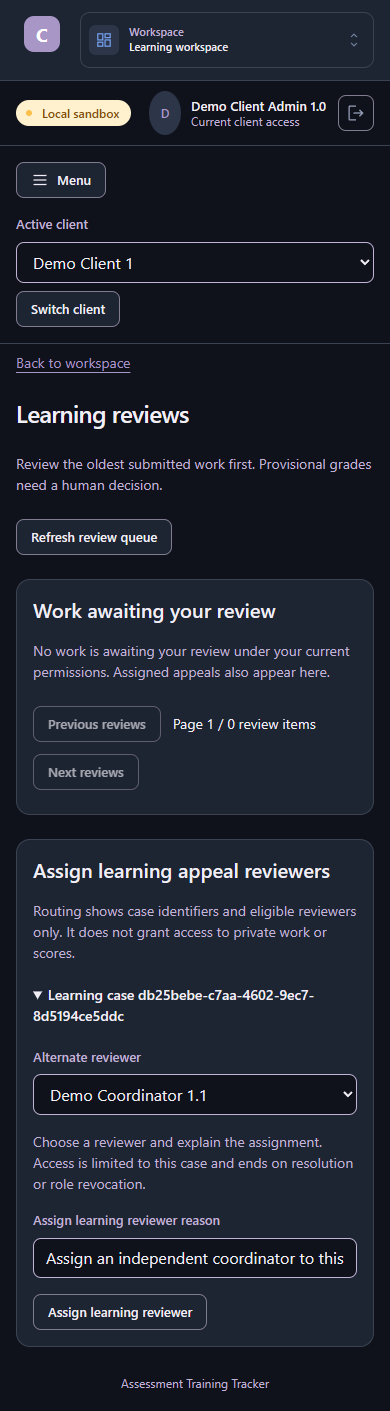 C
Workspace
Learning workspace
Local sandbox
D
Demo Client Admin 1.0
Current client access
Menu
Active client
Demo Client 1
Switch client
Back to workspace
Learning reviews
Review the oldest submitted work first. Provisional grades
need a human decision.
Refresh review queue
Work awaiting your review
No work is awaiting your review under your current
permissions. Assigned appeals also appear here.
Previous reviews
Page 1 / 0 review items
Next reviews
Assign learning appeal reviewers
Routing shows case identifiers and eligible reviewers
only. It does not grant access to private work or
scores.
▼ Learning case db25bebe-c7aa-4602-9ec7-
8d5194ce5ddc
Alternate reviewer
Demo Coordinator 1.1
Choose a reviewer and explain the assignment.
Access is limited to this case and ends on resolution
or role revocation.
Assign learning reviewer reason
Assign an independent coordinator to this
Assign learning reviewer
Assessment Training Tracker